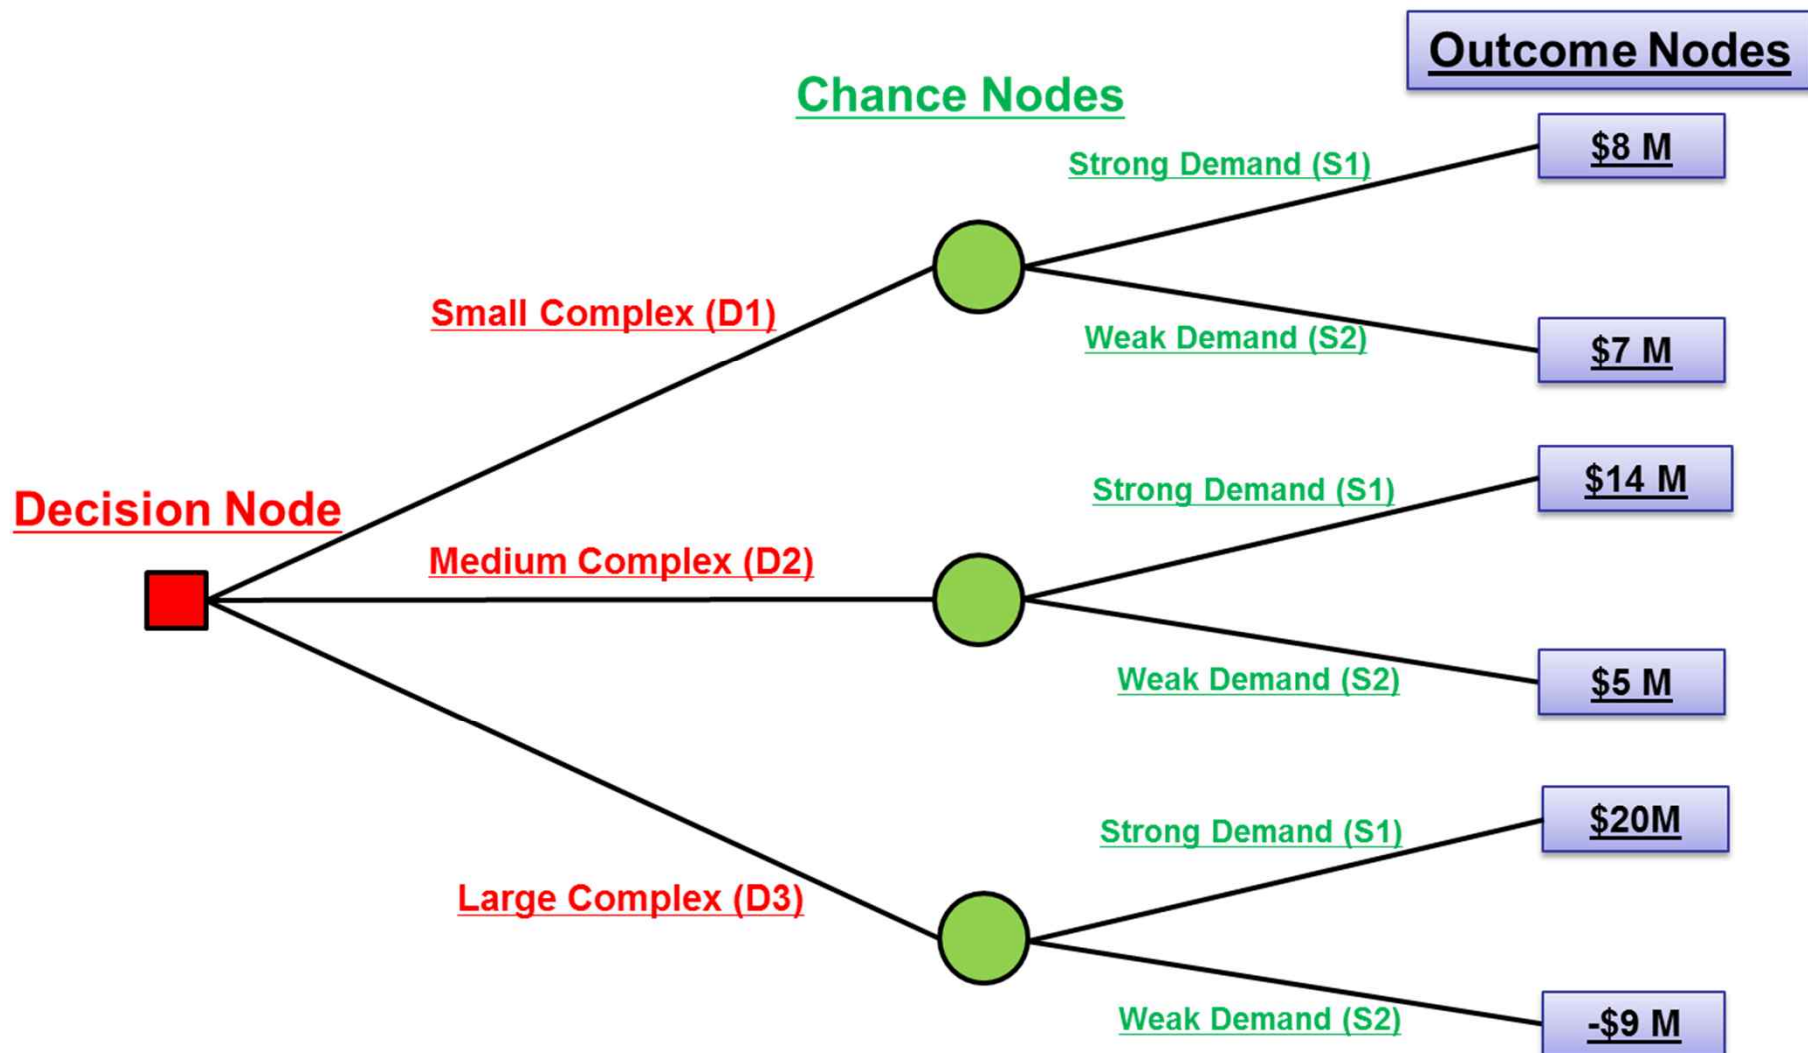 Outcome Nodes
Chance Nodes
$8 M
Strong Demand (S1)
Small Complex (D1)
Weak Demand (S2)
$7 M
Decision Node
Medium Complex (D2)
Strong Demand (S1)
$14 M
Weak Demand (S2)
$5 M
Large Complex (D3)
Strong Demand (S1)
$20M
Weak Demand (S2)
-$9 M